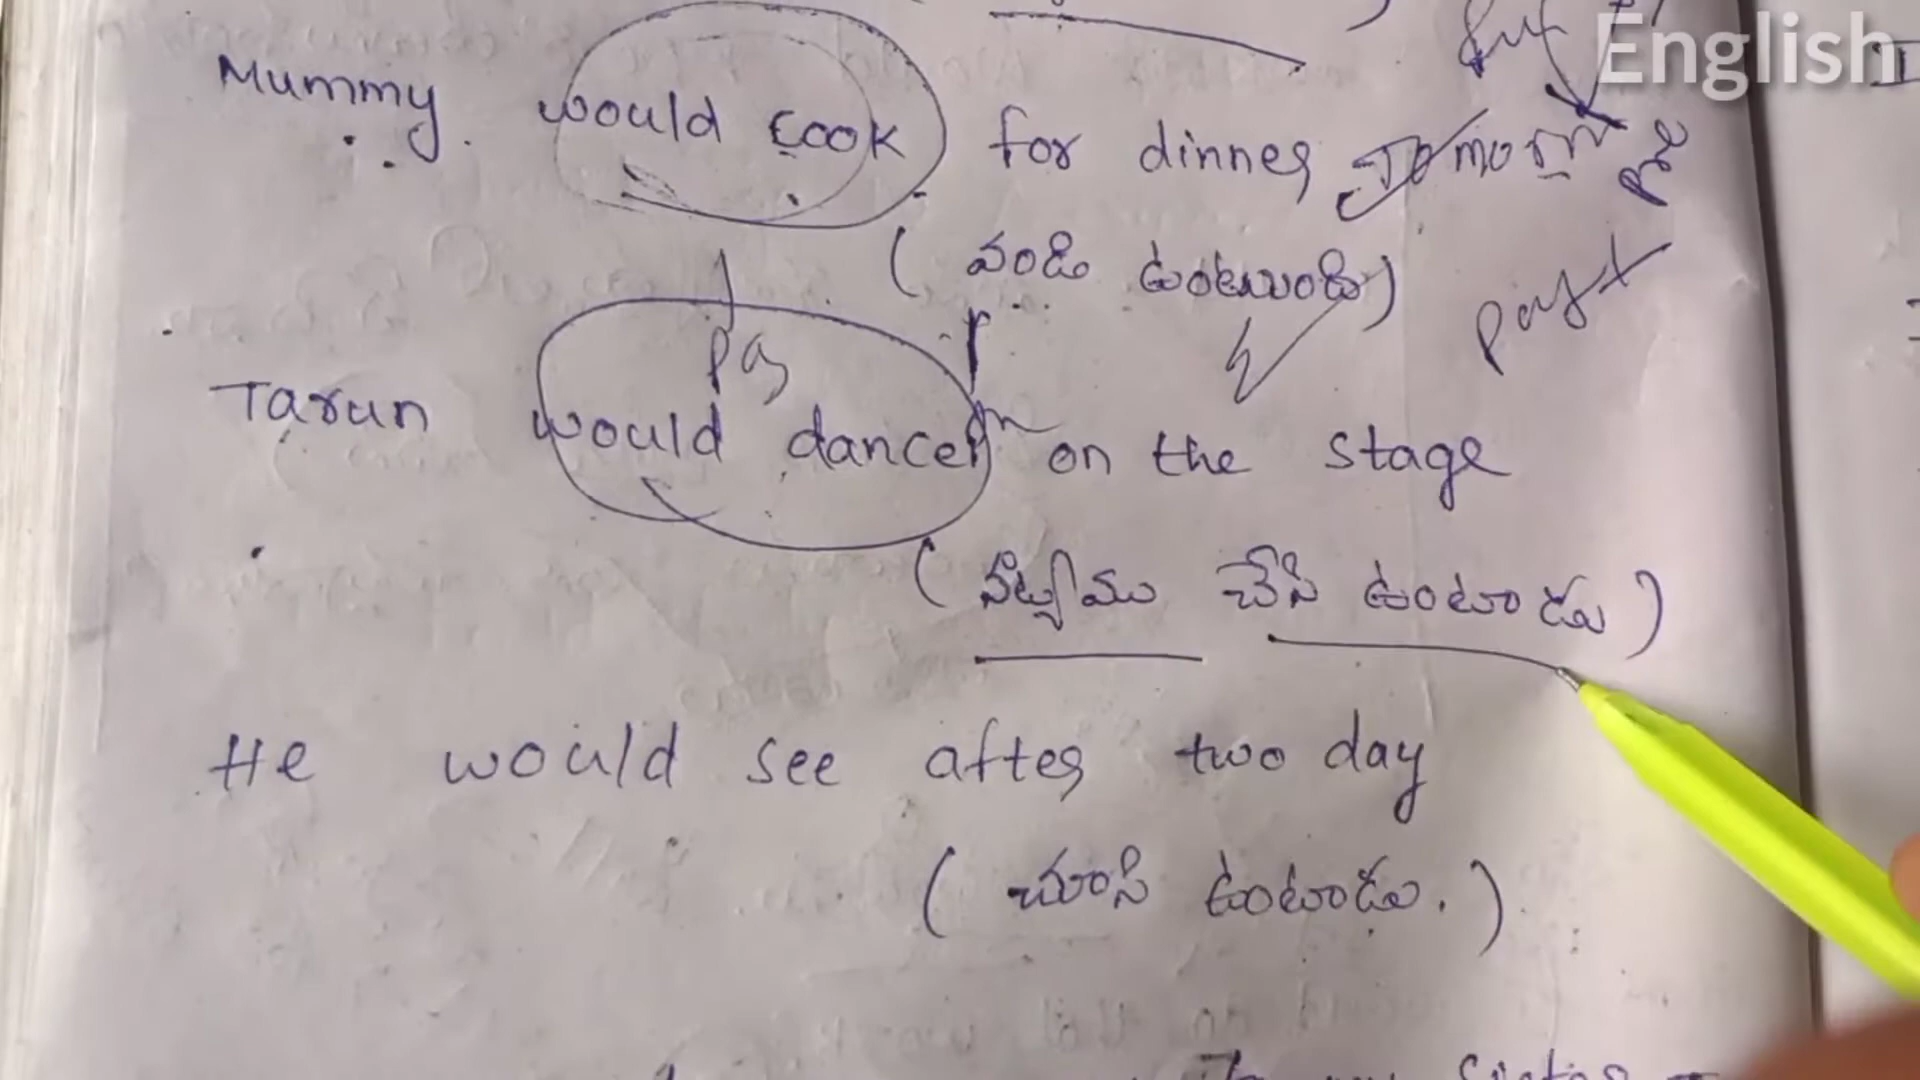 English
Mummy would cook for dinner
past
pre
( వండి ఉంటుంది )
Tarun would dance on the stage
( నాట్యము చేసి ఉంటాడు )
He would see after two day
( చూసి ఉంటాడు. )